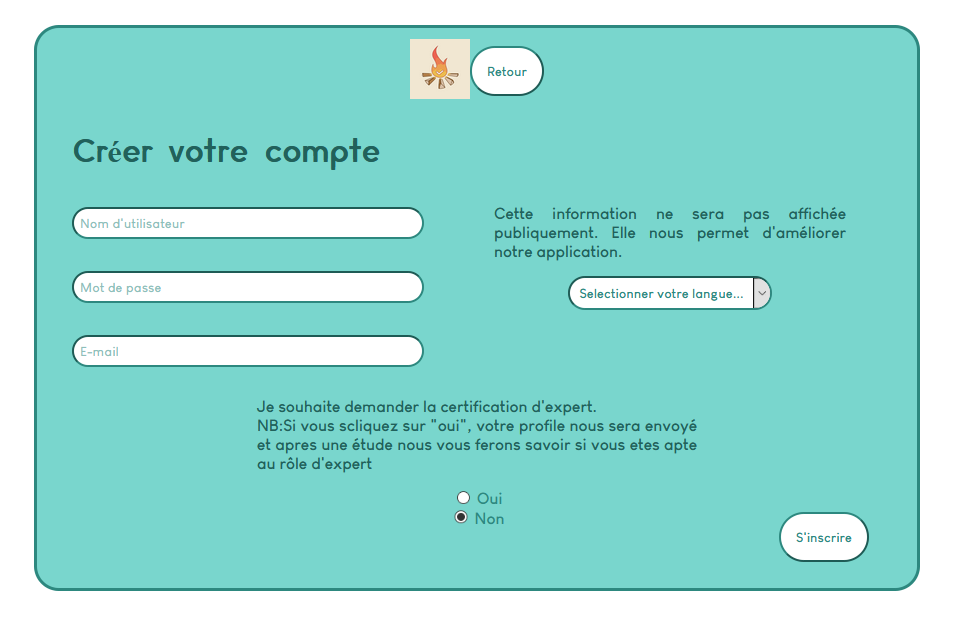 Retour
Créer votre compte
Nom d'utilisateur
Mot de passe
E-mail
Cette information ne sera pas affichée
publiquement. Elle nous permet d'améliorer
notre application.
Selectionner votre langue...
Je souhaite demander la certification d'expert.
NB:Si vous scliquez sur "oui", votre profile nous sera envoyé
et apres une étude nous vous ferons savoir si vous etes apte
au rôle d'expert
Oui
Non
S'inscrire